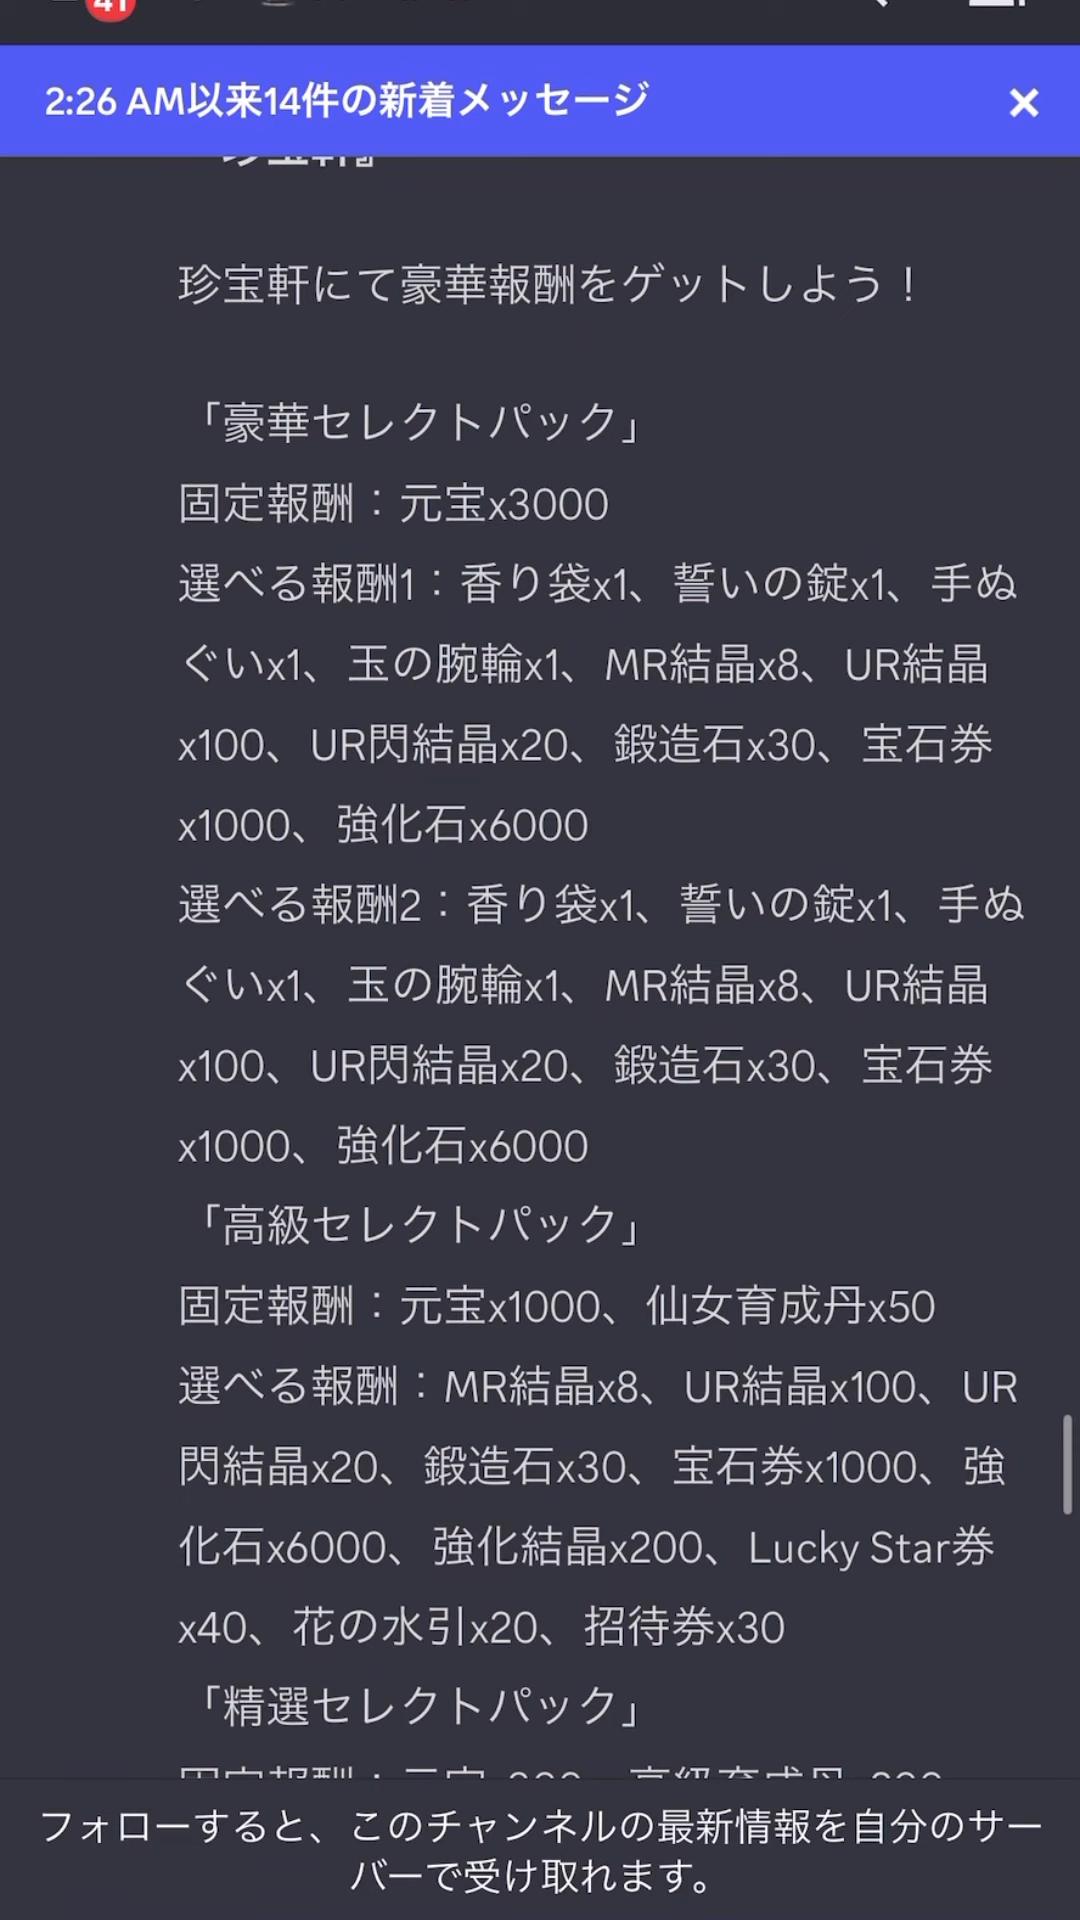 41
2:26 AM以来14件の新着メッセージ
珍宝軒にて豪華報酬をゲットしよう！
「豪華セレクトパック」
固定報酬：元宝x3000
選べる報酬1：香り袋x1、誓いの錠x1、手ぬ
ぐいx1、玉の腕輪x1、MR結晶x8、UR結晶
x100、UR閃結晶x20、鍛造石x30、宝石券
x1000、強化石x6000
選べる報酬2：香り袋x1、誓いの錠x1、手ぬ
ぐいx1、玉の腕輪x1、MR結晶x8、UR結晶
x100、UR閃結晶x20、鍛造石x30、宝石券
x1000、強化石x6000
「高級セレクトパック」
固定報酬：元宝x1000、仙女育成丹x50
選べる報酬：MR結晶x8、UR結晶x100、UR
閃結晶x20、鍛造石x30、宝石券x1000、強
化石x6000、強化結晶x200、Lucky Star券
x40、花の水引x20、招待券x30
「精選セレクトパック」
フォローすると、このチャンネルの最新情報を自分のサー
バーで受け取れます。